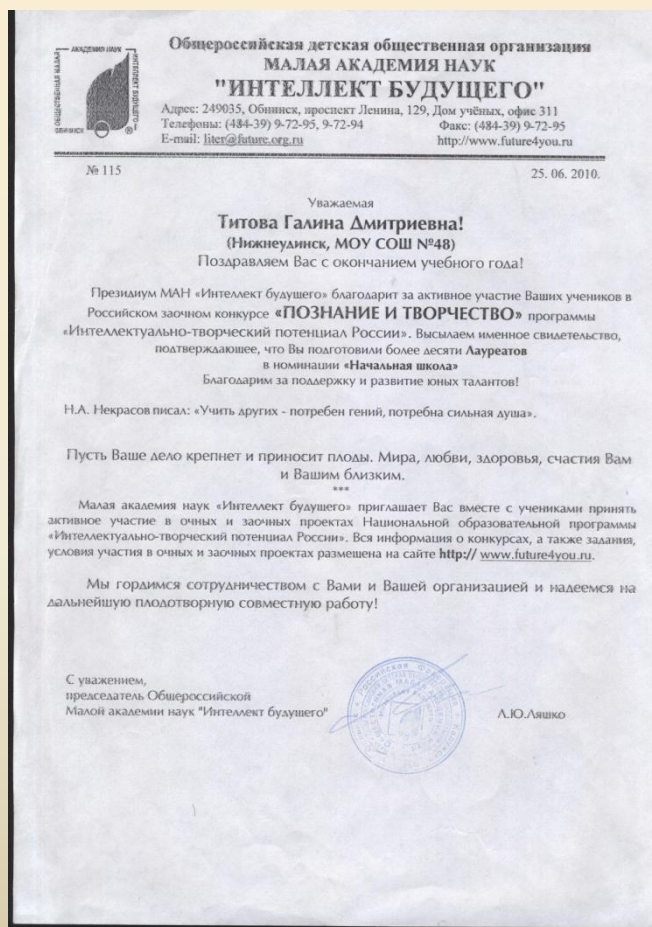 АКАДЕМИЯ НАУК
ОБЩЕСТВЕННАЯ МАЛАЯ
ИНТЕЛЛЕКТ БУДУЩЕГО
ОБНИНСК
Общероссийская детская общественная организация
МАЛАЯ АКАДЕМИЯ НАУК
"ИНТЕЛЛЕКТ БУДУЩЕГО"
Адрес: 249035, Обнинск, проспект Ленина, 129, Дом учёных, офис 311
Телефоны: (484-39) 9-72-95, 9-72-94 Факс: (484-39) 9-72-95
E-mail: liter@future.org.ru http://www.future4you.ru
№ 115 25. 06. 2010.
Уважаемая
Титова Галина Дмитриевна!
(Нижнеудинск, МОУ СОШ №48)
Поздравляем Вас с окончанием учебного года!
Президиум МАН «Интеллект будущего» благодарит за активное участие Ваших учеников в
Российском заочном конкурсе «ПОЗНАНИЕ И ТВОРЧЕСТВО» программы
«Интеллектуально-творческий потенциал России». Высылаем именное свидетельство,
подтверждающее, что Вы подготовили более десяти Лауреатов
в номинации «Начальная школа»
Благодарим за поддержку и развитие юных талантов!
Н.А. Некрасов писал: «Учить других - потребен гений, потребна сильная душа».
Пусть Ваше дело крепнет и приносит плоды. Мира, любви, здоровья, счастия Вам
и Вашим близким.
***
Малая академия наук «Интеллект будущего» приглашает Вас вместе с учениками принять
активное участие в очных и заочных проектах Национальной образовательной программы
«Интеллектуально-творческий потенциал России». Вся информация о конкурсах, а также задания,
условия участия в очных и заочных проектах размещена на сайте http:// www.future4you.ru.
Мы гордимся сотрудничеством с Вами и Вашей организацией и надеемся на
дальнейшую плодотворную совместную работу!
С уважением,
председатель Общероссийской
Малой академии наук "Интеллект будущего" Л.Ю.Ляшко